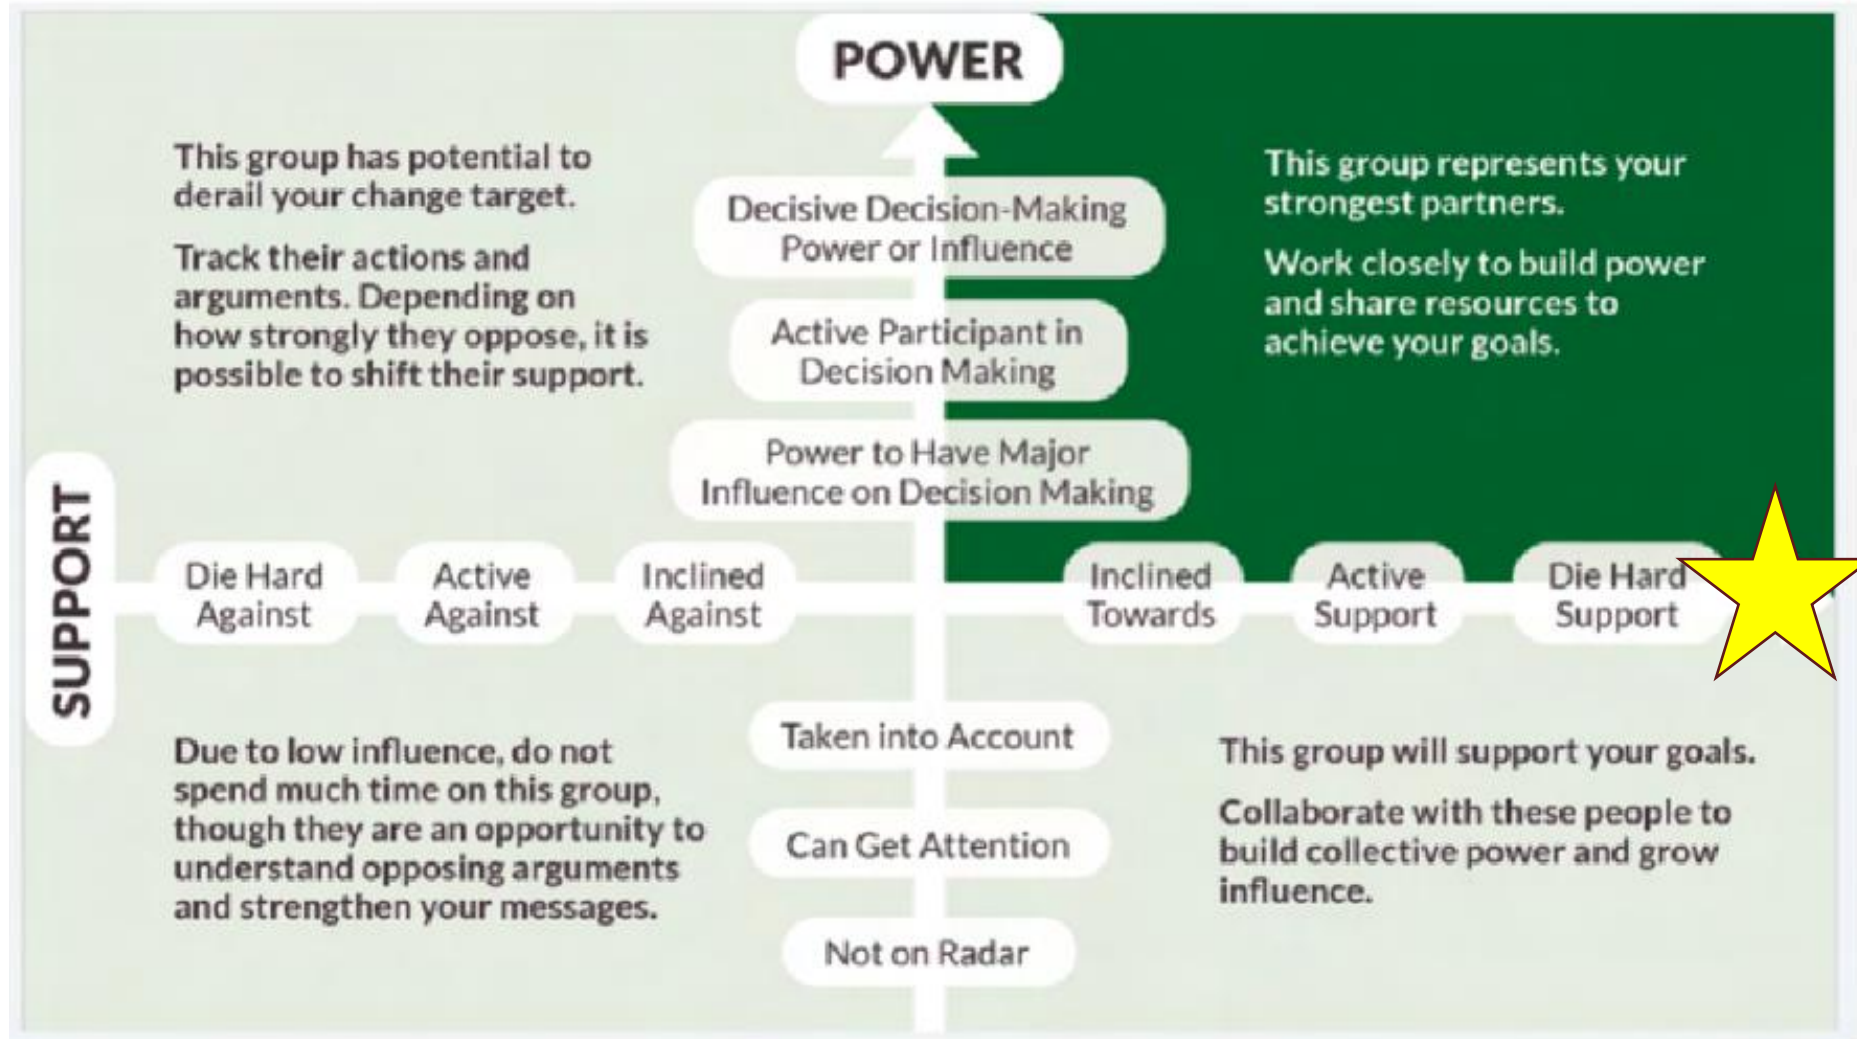 POWER
This group has potential to
derail your change target.
Track their actions and
arguments. Depending on
how strongly they oppose, it is
possible to shift their support.
Decisive Decision-Making
Power or Influence
Active Participant in
Decision Making
Power to Have Major
Influence on Decision Making
This group represents your
strongest partners.
Work closely to build power
and share resources to
achieve your goals.
SUPPORT
Die Hard
Against
Active
Against
Inclined
Against
Inclined
Towards
Active
Support
Die Hard
Support
Due to low influence, do not
spend much time on this group,
though they are an opportunity to
understand opposing arguments
and strengthen your messages.
Taken into Account
Can Get Attention
Not on Radar
This group will support your goals.
Collaborate with these people to
build collective power and grow
influence.